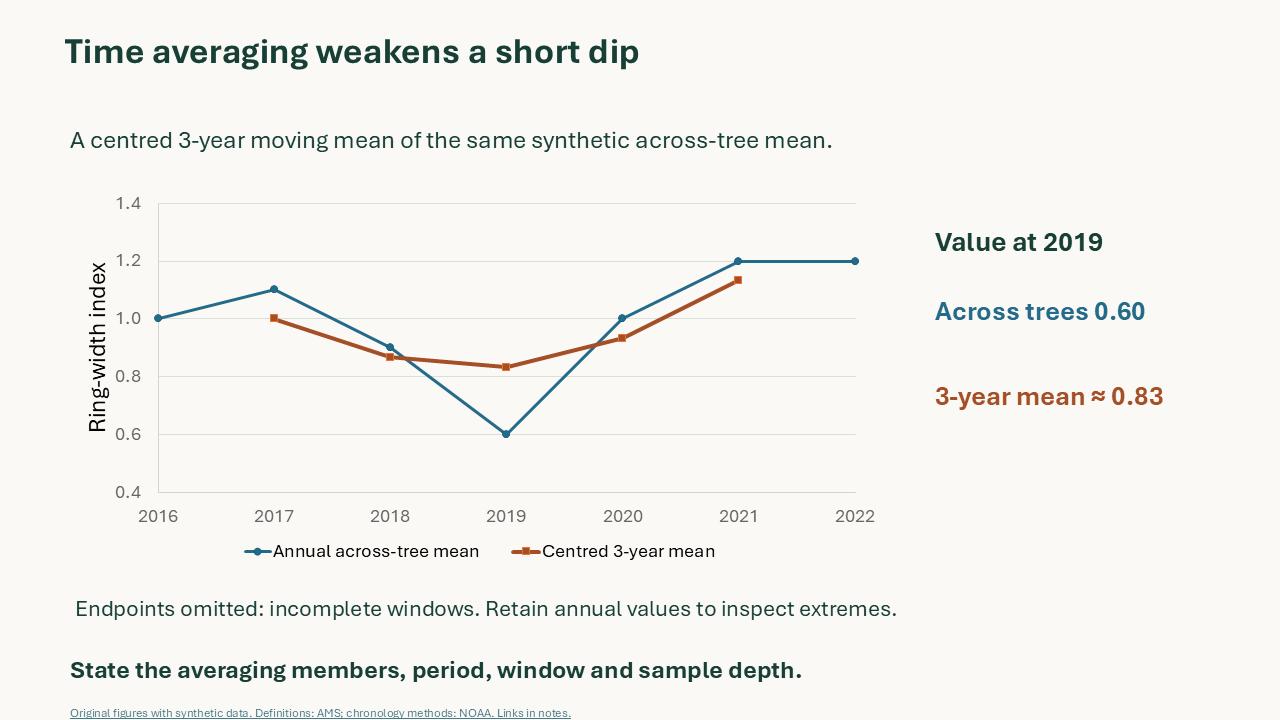 Time averaging weakens a short dip
A centred 3-year moving mean of the same synthetic across-tree mean.
Ring-width index
1.4
1.2
1.0
0.8
0.6
0.4
2016 2017 2018 2019 2020 2021 2022
Annual across-tree mean Centred 3-year mean
Value at 2019
Across trees 0.60
3-year mean ≈ 0.83
Endpoints omitted: incomplete windows. Retain annual values to inspect extremes.
State the averaging members, period, window and sample depth.
Original figures with synthetic data. Definitions: AMS; chronology methods: NOAA. Links in notes.